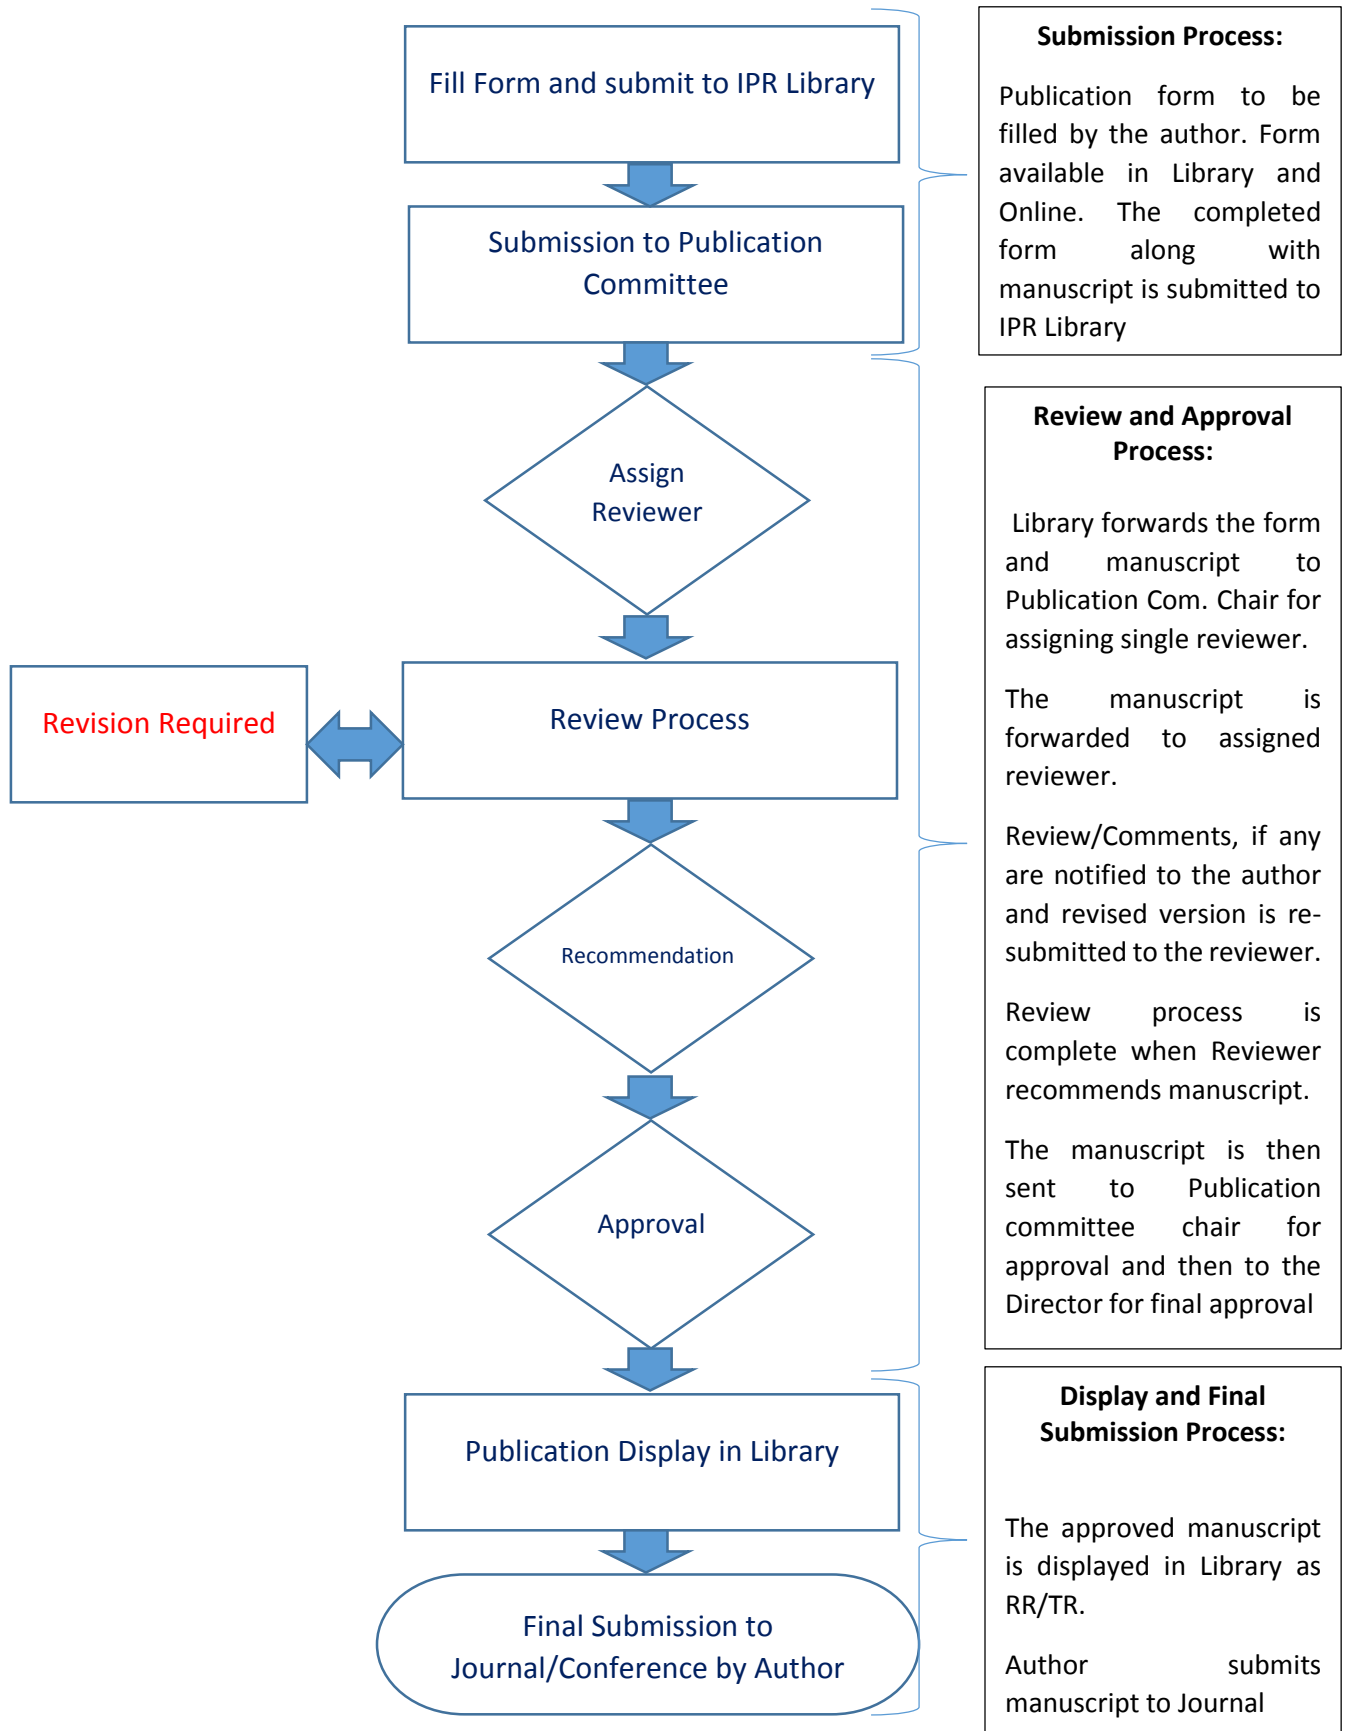 Fill Form and submit to IPR Library
Submission to Publication
Committee
Assign
Reviewer
Revision Required
Review Process
Recommendation
Approval
Publication Display in Library
Final Submission to
Journal/Conference by Author
Submission Process:
Publication form to be
filled by the author. Form
available in Library and
Online. The completed
form along with
manuscript is submitted to
IPR Library
Review and Approval
Process:
Library forwards the form
and manuscript to
Publication Com. Chair for
assigning single reviewer.
The manuscript is
forwarded to assigned
reviewer.
Review/Comments, if any
are notified to the author
and revised version is re-
submitted to the reviewer.
Review process is
complete when Reviewer
recommends manuscript.
The manuscript is then
sent to Publication
committee chair for
approval and then to the
Director for final approval
Display and Final
Submission Process:
The approved manuscript
is displayed in Library as
RR/TR.
Author submits
manuscript to Journal